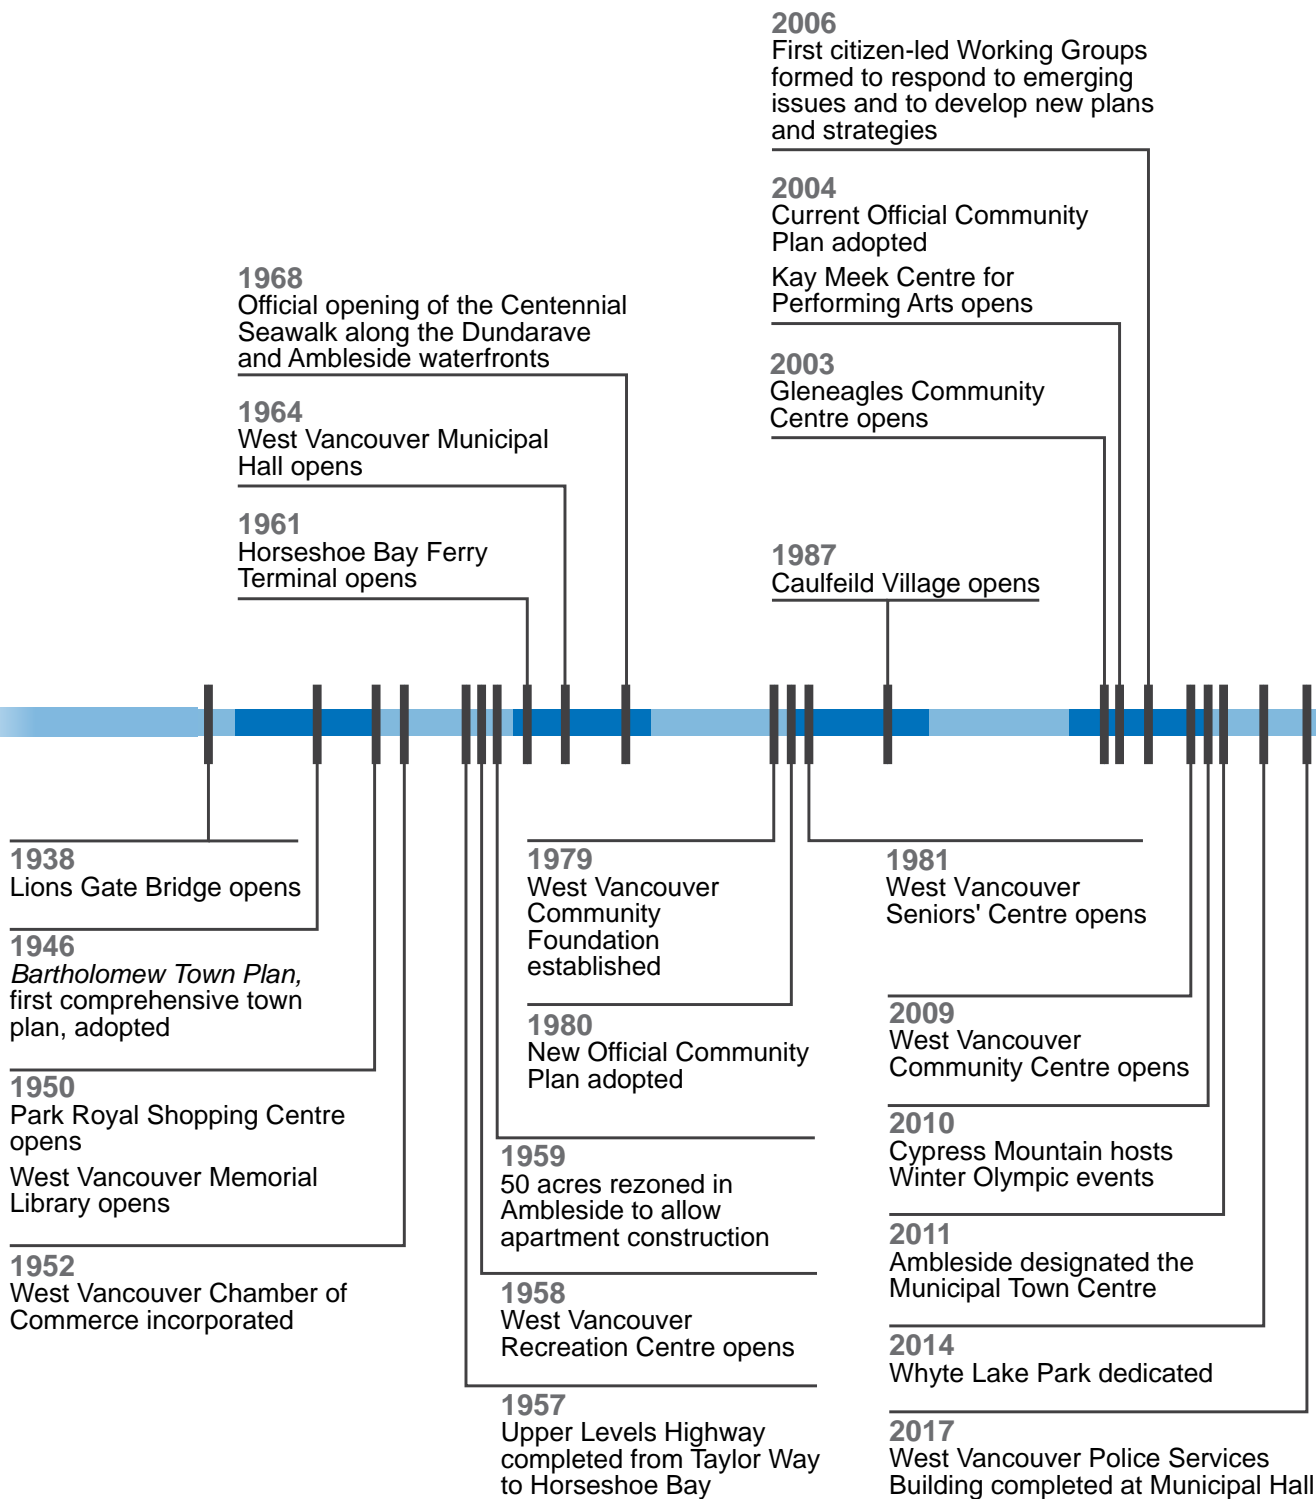 2006
First citizen-led Working Groups
formed to respond to emerging
issues and to develop new plans
and strategies
2004
Current Official Community
Plan adopted
Kay Meek Centre for
Performing Arts opens
2003
Gleneagles Community
Centre opens
1987
Caulfeild Village opens
1968
Official opening of the Centennial
Seawalk along the Dundarave
and Ambleside waterfronts
1964
West Vancouver Municipal
Hall opens
1961
Horseshoe Bay Ferry
Terminal opens
1938
Lions Gate Bridge opens
1946
Bartholomew Town Plan,
first comprehensive town
plan, adopted
1950
Park Royal Shopping Centre
opens
West Vancouver Memorial
Library opens
1952
West Vancouver Chamber of
Commerce incorporated
1979
West Vancouver
Community
Foundation
established
1980
New Official Community
Plan adopted
1959
50 acres rezoned in
Ambleside to allow
apartment construction
1958
West Vancouver
Recreation Centre opens
1957
Upper Levels Highway
completed from Taylor Way
to Horseshoe Bay
1981
West Vancouver
Seniors' Centre opens
2009
West Vancouver
Community Centre opens
2010
Cypress Mountain hosts
Winter Olympic events
2011
Ambleside designated the
Municipal Town Centre
2014
Whyte Lake Park dedicated
2017
West Vancouver Police Services
Building completed at Municipal Hall